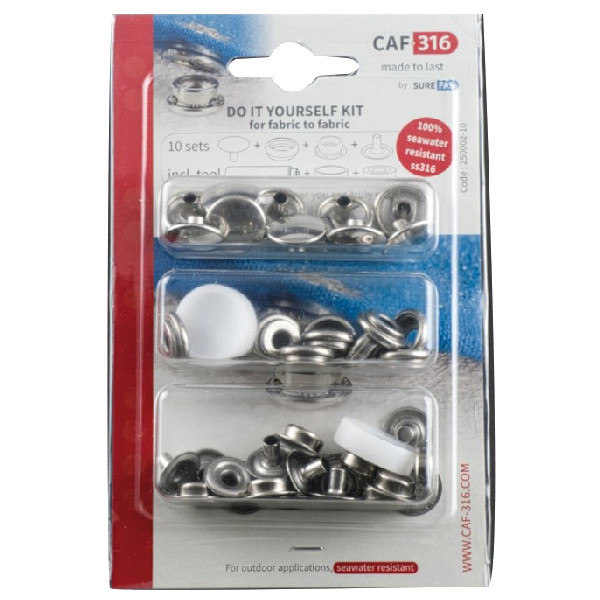 CAF-316
made to last
by SURE FAS
DO IT YOURSELF KIT
for fabric to fabric
10 sets + + +
incl. tool + +
100%
seawater
resistant
ss316
Code : 250002-10
WWW.CAF-316.COM
For outdoor applications, seawater resistant